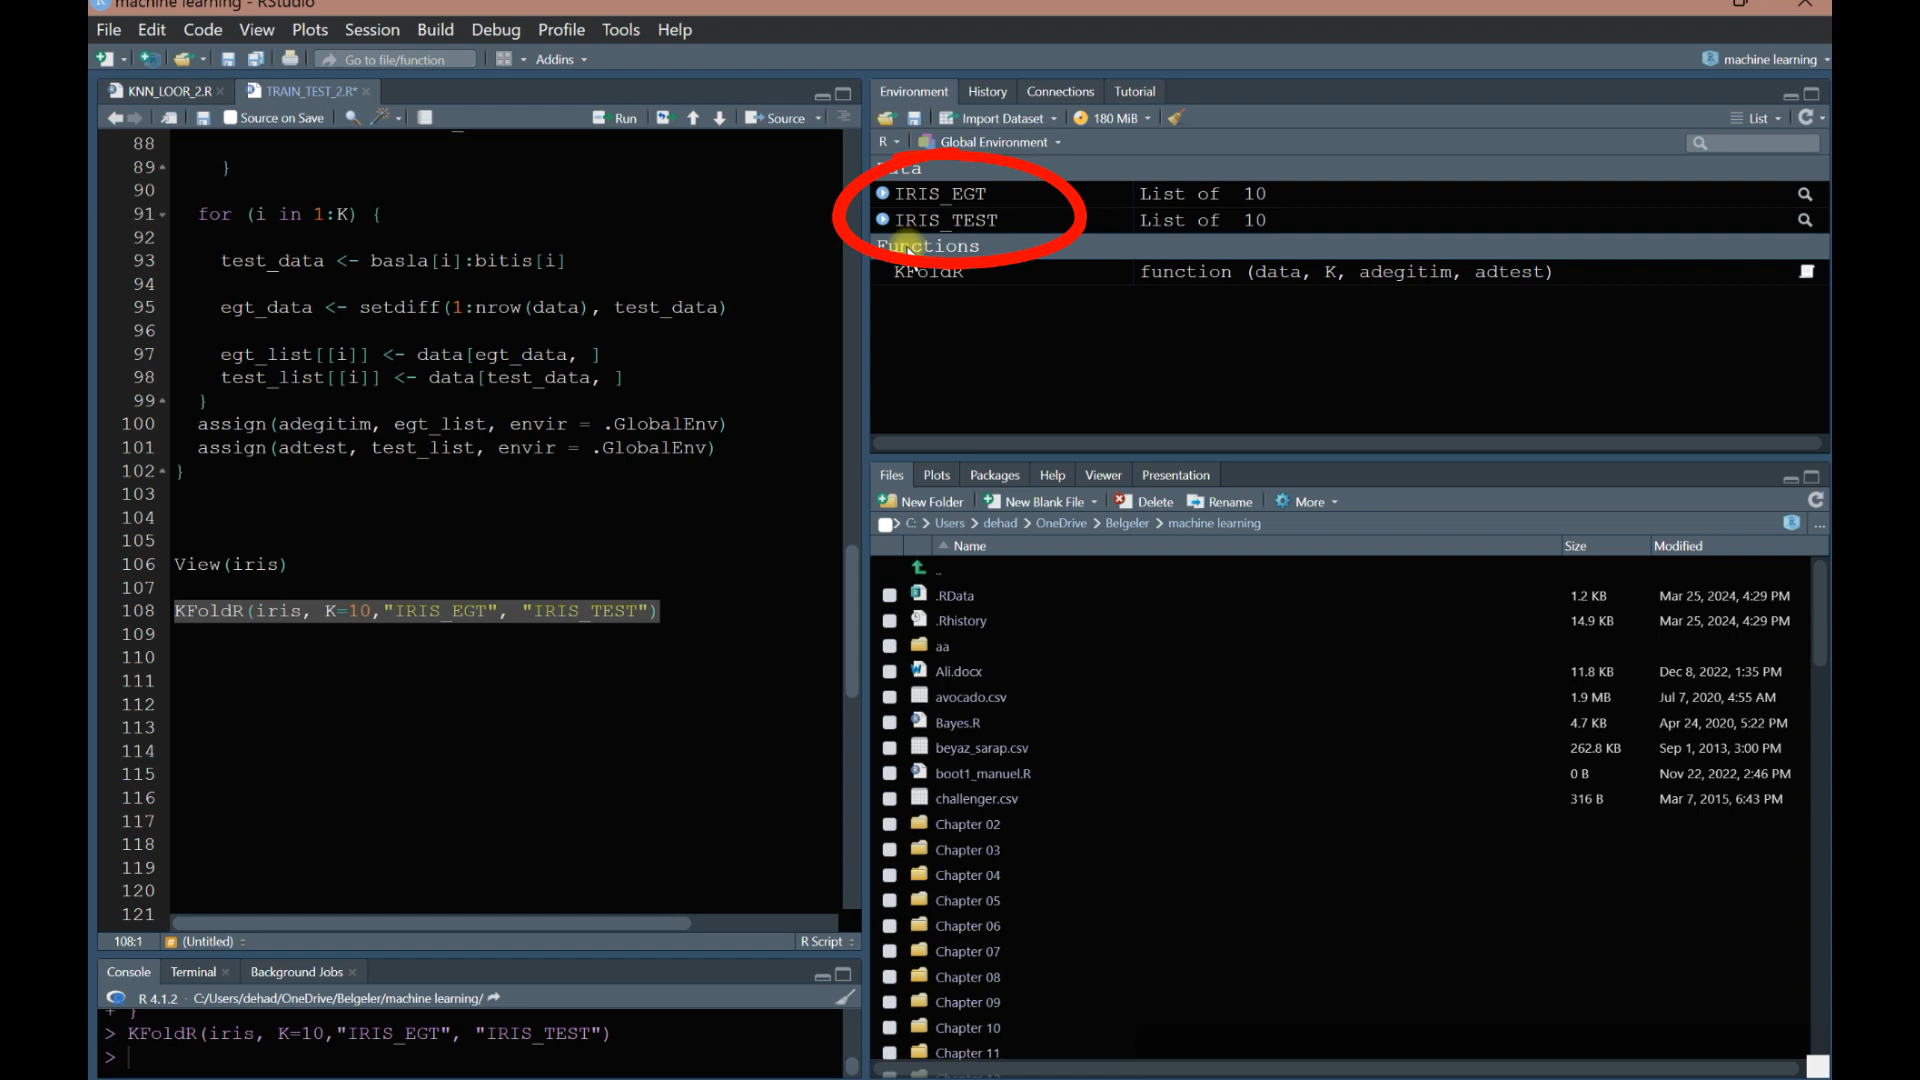 machine learning - RStudio
File Edit Code View Plots Session Build Debug Profile Tools Help
Go to file/function Addins machine learning
KNN_LOOR_2.R TRAIN_TEST_2.R*
Source on Save Run Source
88
89 }
90
91 for (i in 1:K) {
92
93 test_data <- basla[i]:bitis[i]
94
95 egt_data <- setdiff(1:nrow(data), test_data)
96
97 egt_list[[i]] <- data[egt_data, ]
98 test_list[[i]] <- data[test_data, ]
99 }
100 assign(adegitim, egt_list, envir = .GlobalEnv)
101 assign(adtest, test_list, envir = .GlobalEnv)
102 }
103
104
105
106 View(iris)
107
108 KFoldR(iris, K=10,"IRIS_EGT", "IRIS_TEST")
109
110
111
112
113
114
115
116
117
118
119
120
121
108:1 (Untitled) R Script
Console Terminal Background Jobs
R 4.1.2 · C:/Users/dehad/OneDrive/Belgeler/machine learning/
+ }
> KFoldR(iris, K=10,"IRIS_EGT", "IRIS_TEST")
>
Environment History Connections Tutorial
Import Dataset 180 MiB List
R Global Environment
Data
IRIS_EGT List of 10
IRIS_TEST List of 10
Functions
KFoldR function (data, K, adegitim, adtest)
Files Plots Packages Help Viewer Presentation
New Folder New Blank File Delete Rename More
C: > Users > dehad > OneDrive > Belgeler > machine learning ...
Name Size Modified
..
.RData 1.2 KB Mar 25, 2024, 4:29 PM
.Rhistory 14.9 KB Mar 25, 2024, 4:29 PM
aa
Ali.docx 11.8 KB Dec 8, 2022, 1:35 PM
avocado.csv 1.9 MB Jul 7, 2020, 4:55 AM
Bayes.R 4.7 KB Apr 24, 2020, 5:22 PM
beyaz_sarap.csv 262.8 KB Sep 1, 2013, 3:00 PM
boot1_manuel.R 0 B Nov 22, 2022, 2:46 PM
challenger.csv 316 B Mar 7, 2015, 6:43 PM
Chapter 02
Chapter 03
Chapter 04
Chapter 05
Chapter 06
Chapter 07
Chapter 08
Chapter 09
Chapter 10
Chapter 11